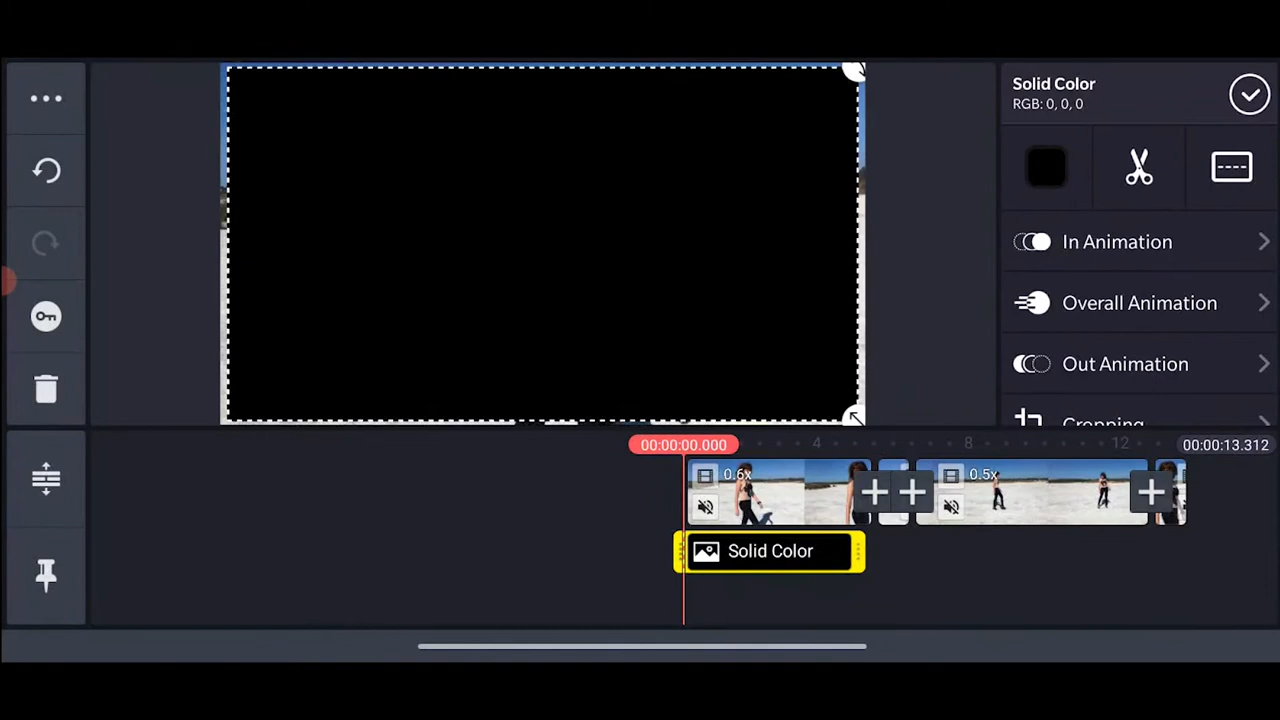 Solid Color
RGB: 0, 0, 0
In Animation
Overall Animation
Out Animation
Cropping
00:00:00.000
4
8
12
00:00:13.312
0.6x
0.5x
Solid Color